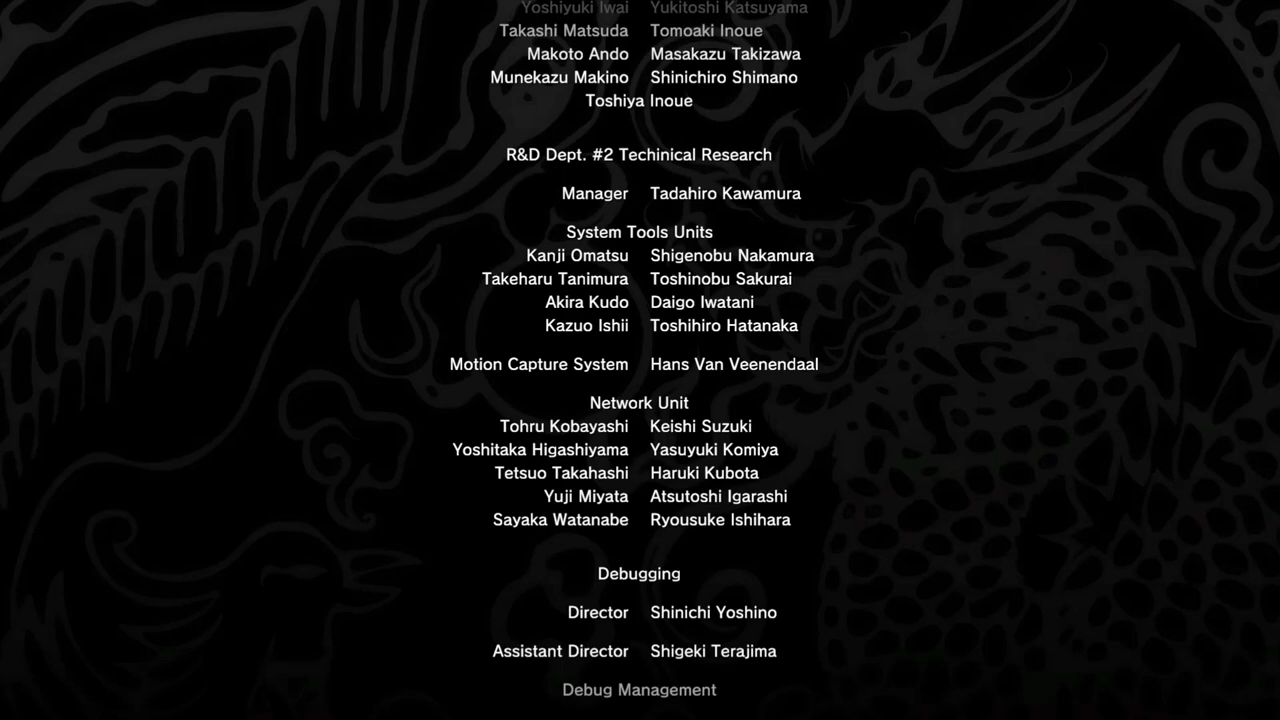 Yoshiyuki Iwai Yukitoshi Katsuyama
Takashi Matsuda Tomoaki Inoue
Makoto Ando Masakazu Takizawa
Munekazu Makino Shinichiro Shimano
Toshiya Inoue
R&D Dept. #2 Techinical Research
Manager Tadahiro Kawamura
System Tools Units
Kanji Omatsu Shigenobu Nakamura
Takeharu Tanimura Toshinobu Sakurai
Akira Kudo Daigo Iwatani
Kazuo Ishii Toshihiro Hatanaka
Motion Capture System Hans Van Veenendaal
Network Unit
Tohru Kobayashi Keishi Suzuki
Yoshitaka Higashiyama Yasuyuki Komiya
Tetsuo Takahashi Haruki Kubota
Yuji Miyata Atsutoshi Igarashi
Sayaka Watanabe Ryousuke Ishihara
Debugging
Director Shinichi Yoshino
Assistant Director Shigeki Terajima
Debug Management